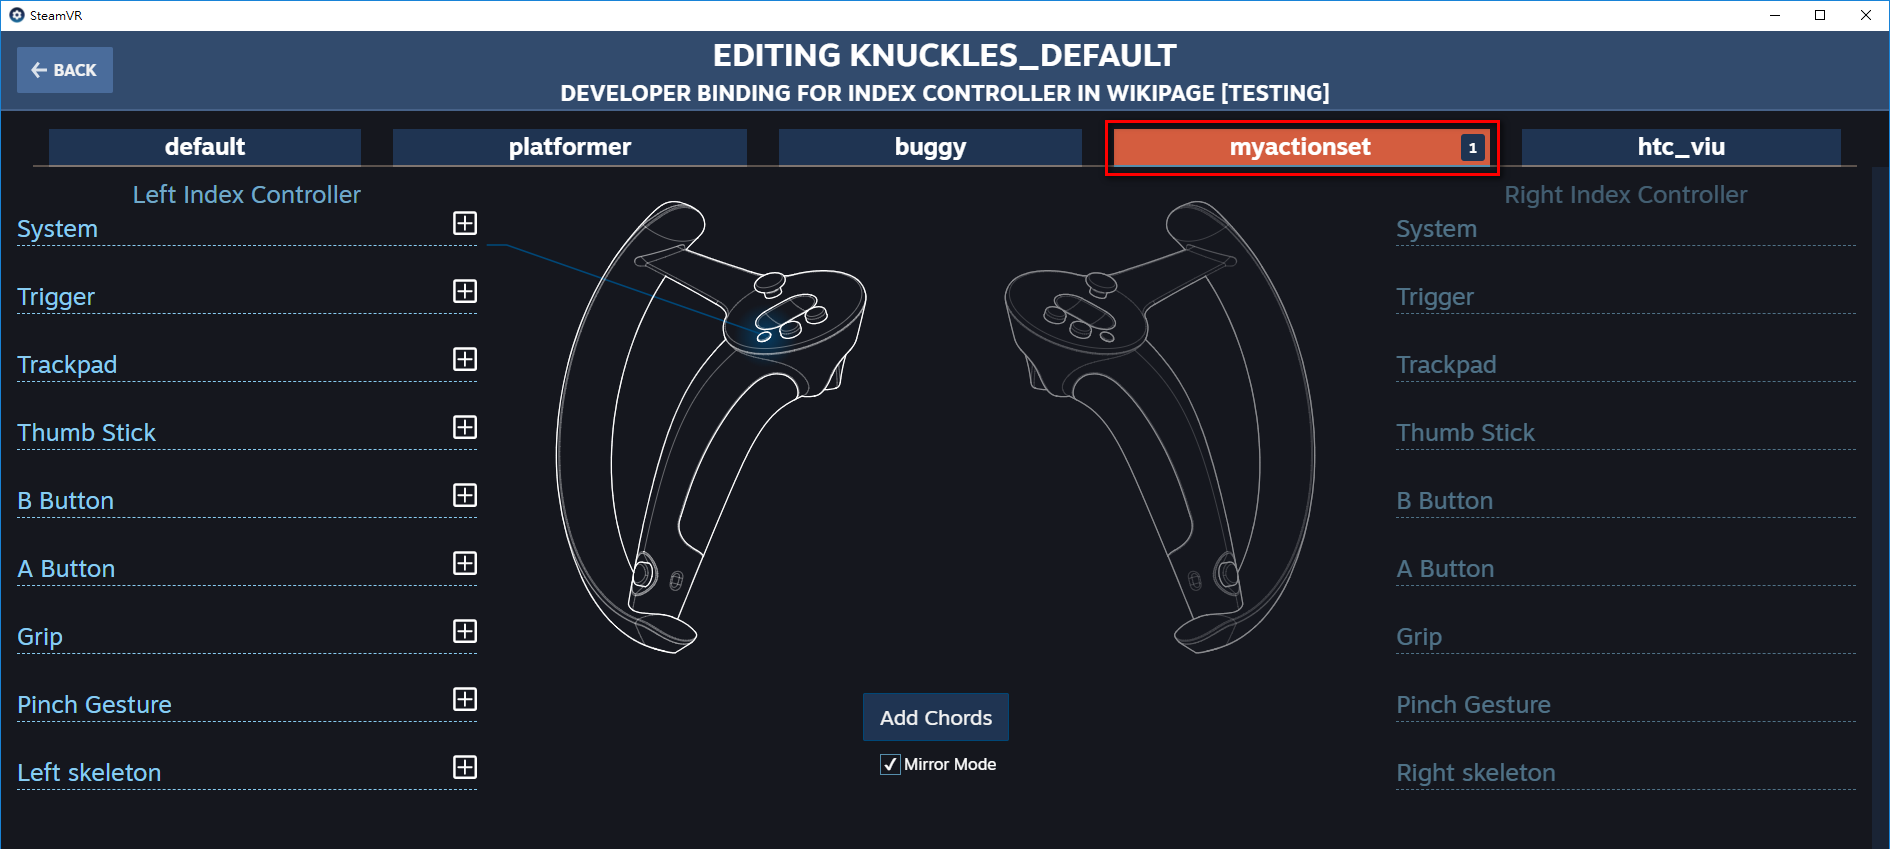 SteamVR
BACK
EDITING KNUCKLES_DEFAULT
DEVELOPER BINDING FOR INDEX CONTROLLER IN WIKIPAGE [TESTING]
default
platformer
buggy
myactionset
1
htc_viu
Left Index Controller
System
Trigger
Trackpad
Thumb Stick
B Button
A Button
Grip
Pinch Gesture
Left skeleton
Add Chords
Mirror Mode
Right Index Controller
System
Trigger
Trackpad
Thumb Stick
B Button
A Button
Grip
Pinch Gesture
Right skeleton